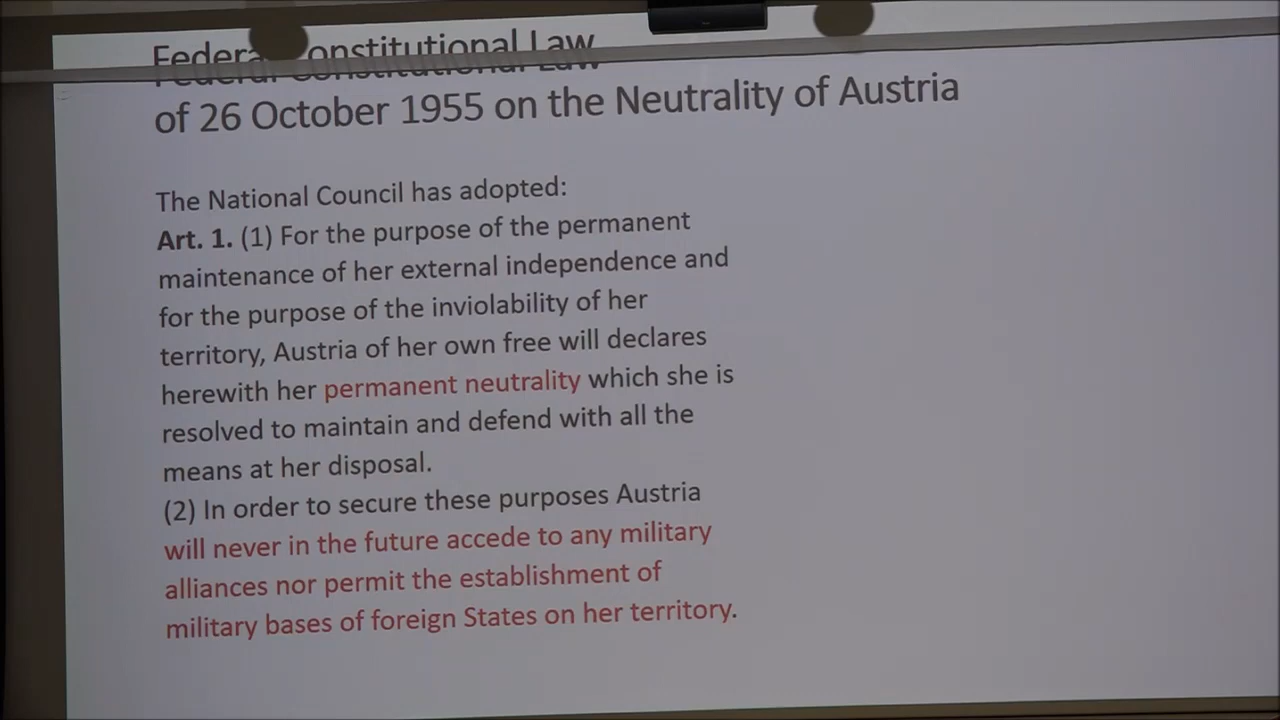 Federal Constitutional Law
of 26 October 1955 on the Neutrality of Austria
The National Council has adopted:
Art. 1. (1) For the purpose of the permanent
maintenance of her external independence and
for the purpose of the inviolability of her
territory, Austria of her own free will declares
herewith her permanent neutrality which she is
resolved to maintain and defend with all the
means at her disposal.
(2) In order to secure these purposes Austria
will never in the future accede to any military
alliances nor permit the establishment of
military bases of foreign States on her territory.